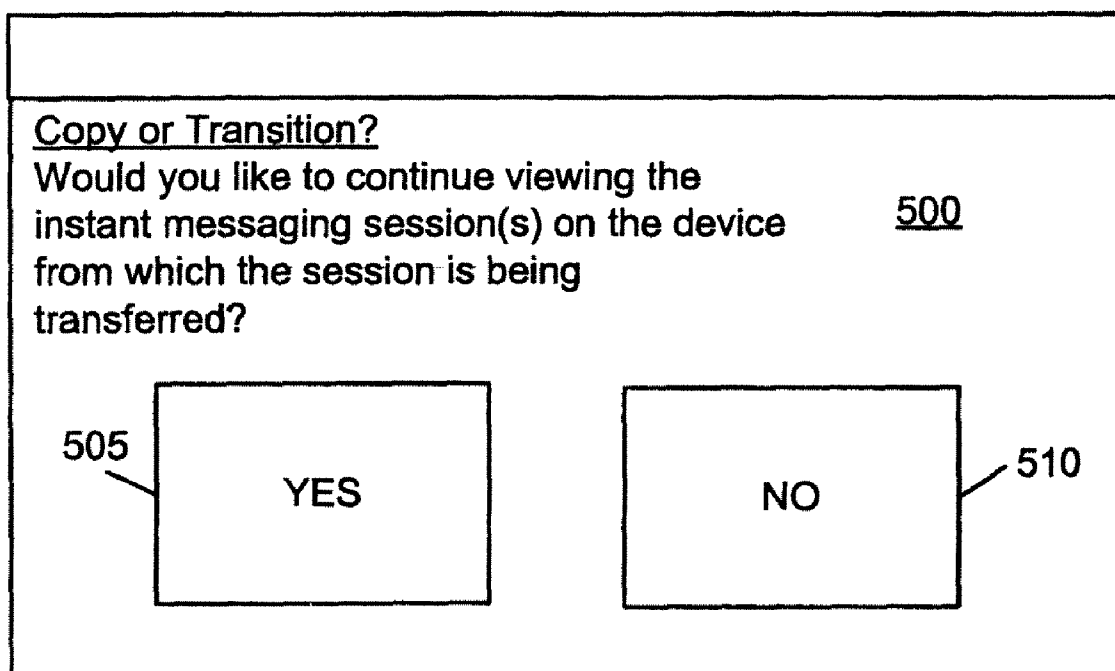 Copy or Transition?
Would you like to continue viewing the
instant messaging session(s) on the device
from which the session is being
transferred?
500
505
YES
NO
510